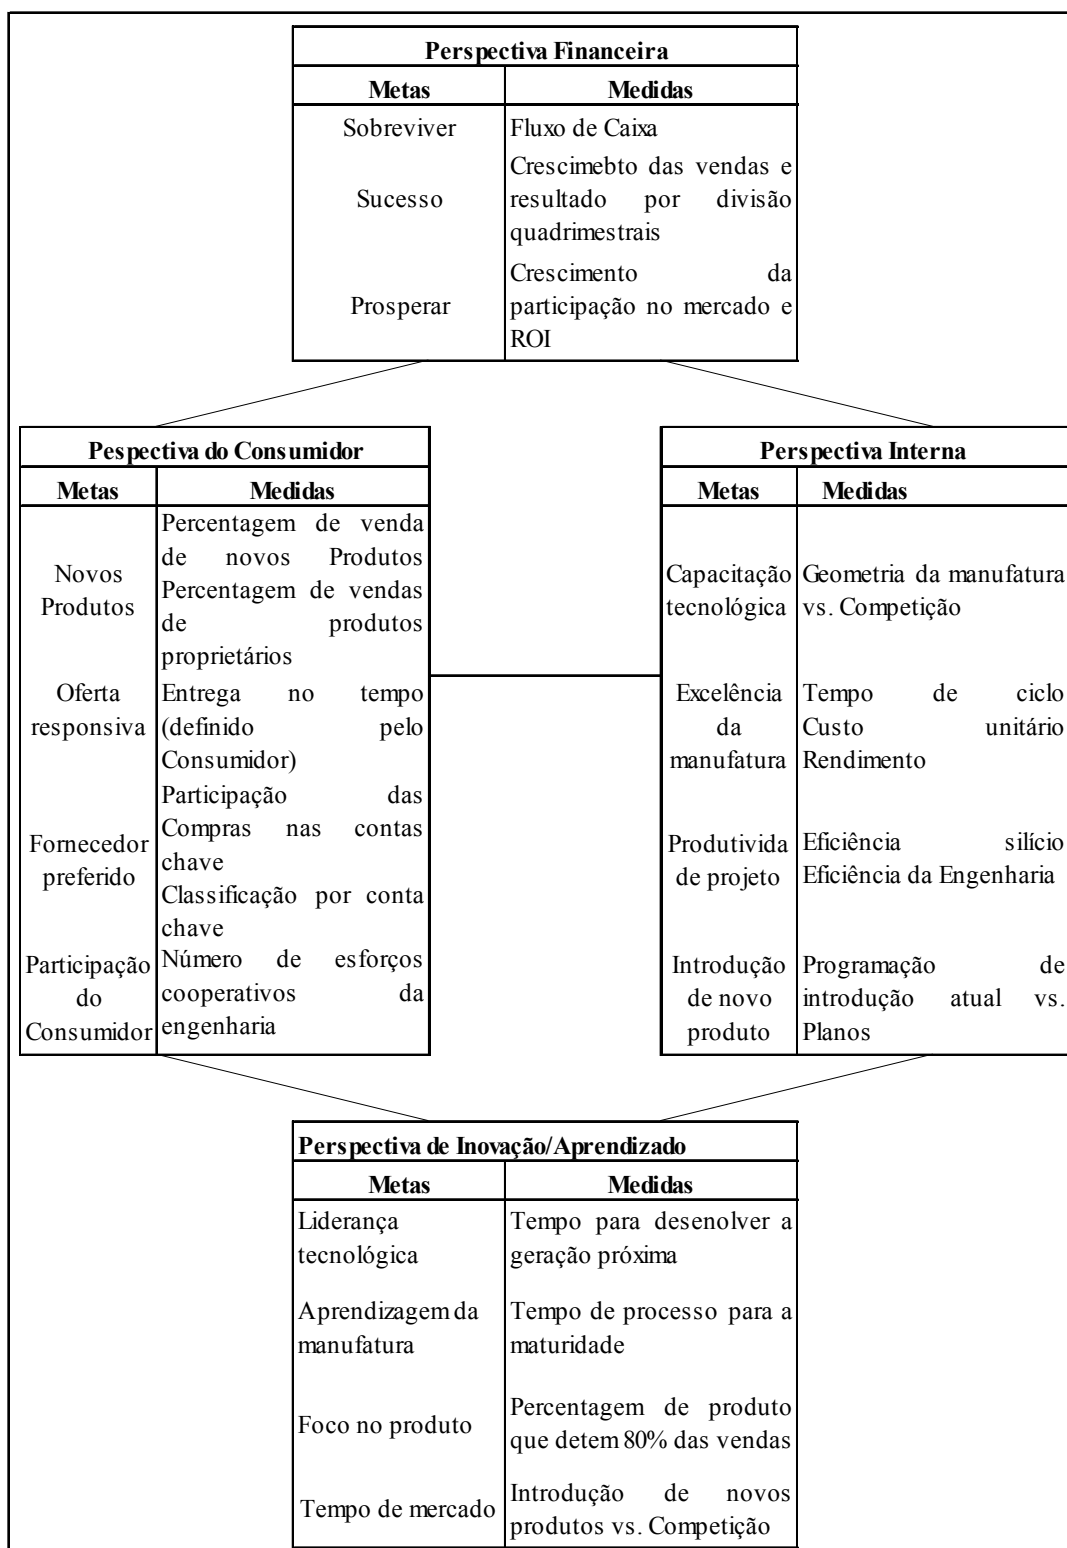 Perspectiva Financeira
Metas Medidas
Sobreviver Fluxo de Caixa
Sucesso
Crescimebto das vendas e
resultado por divisão
quadrimestrais
Prosperar
Crescimento da
participação no mercado e
ROI
Pespectiva do Consumidor
Metas Medidas
Novos
Produtos
Percentagem de venda
de novos Produtos
Percentagem de vendas
de produtos
proprietários
Oferta
responsiva
Entrega no tempo
(definido pelo
Consumidor)
Fornecedor
preferido
Participação das
Compras nas contas
chave
Classificação por conta
chave
Participação
do
Consumidor
Número de esforços
cooperativos da
engenharia
Perspectiva Interna
Metas Medidas
Capacitação
tecnológica
Geometria da manufatura
vs. Competição
Excelência
da
manufatura
Tempo de ciclo
Custo unitário
Rendimento
Produtivida
de projeto
Eficiência silício
Eficiência da Engenharia
Introdução
de novo
produto
Programação de
introdução atual vs.
Planos
Perspectiva de Inovação/Aprendizado
Metas Medidas
Liderança
tecnológica
Tempo para desenolver a
geração próxima
Aprendizagem da
manufatura
Tempo de processo para a
maturidade
Foco no produto
Percentagem de produto
que detem 80% das vendas
Tempo de mercado
Introdução de novos
produtos vs. Competição